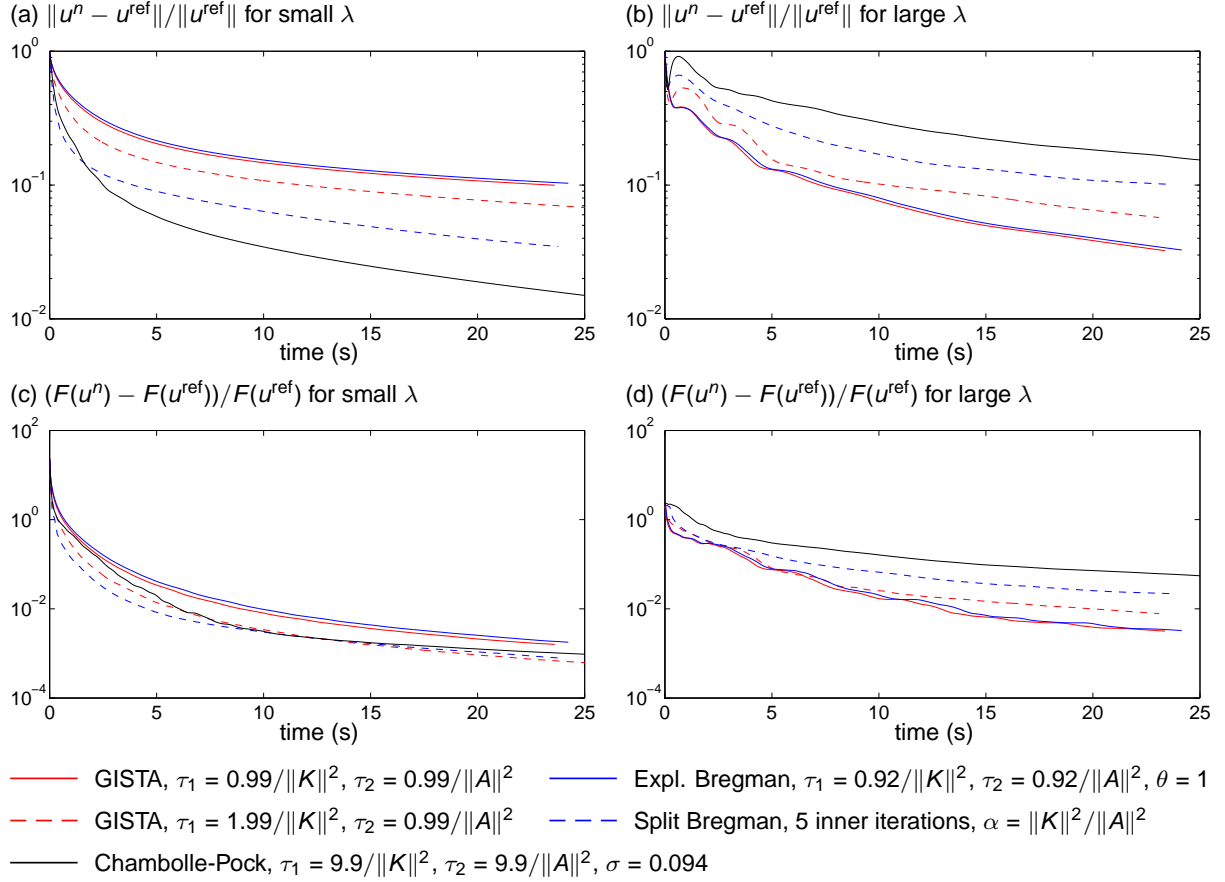 (a) ‖uⁿ − u^ref‖/‖u^ref‖ for small λ
10^0
10^−1
10^−2
0 5 10 15 20 25
time (s)
(b) ‖uⁿ − u^ref‖/‖u^ref‖ for large λ
10^0
10^−1
10^−2
0 5 10 15 20 25
time (s)
(c) (F(uⁿ) − F(u^ref))/F(u^ref) for small λ
10^2
10^0
10^−2
10^−4
0 5 10 15 20 25
time (s)
(d) (F(uⁿ) − F(u^ref))/F(u^ref) for large λ
10^2
10^0
10^−2
10^−4
0 5 10 15 20 25
time (s)
GISTA, τ₁ = 0.99/‖K‖², τ₂ = 0.99/‖A‖²
Expl. Bregman, τ₁ = 0.92/‖K‖², τ₂ = 0.92/‖A‖², θ = 1
GISTA, τ₁ = 1.99/‖K‖², τ₂ = 0.99/‖A‖²
Split Bregman, 5 inner iterations, α = ‖K‖²/‖A‖²
Chambolle-Pock, τ₁ = 9.9/‖K‖², τ₂ = 9.9/‖A‖², σ = 0.094